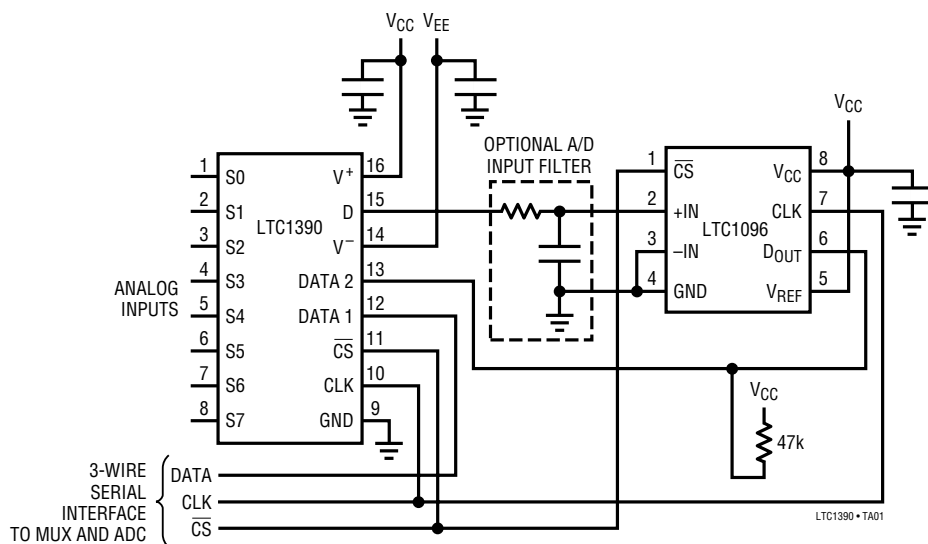 VCC VEE
OPTIONAL A/D
INPUT FILTER
VCC
1 S0
2 S1
3 S2
4 S3
5 S4
6 S5
7 S6
8 S7
LTC1390
V+ 16
D 15
V− 14
DATA 2 13
DATA 1 12
C̅S̅ 11
CLK 10
GND 9
ANALOG
INPUTS
1 C̅S̅
2 +IN
3 –IN
4 GND
LTC1096
VCC 8
CLK 7
DOUT 6
VREF 5
VCC
47k
3-WIRE
SERIAL
INTERFACE
TO MUX AND ADC
DATA
CLK
C̅S̅
LTC1390 • TA01